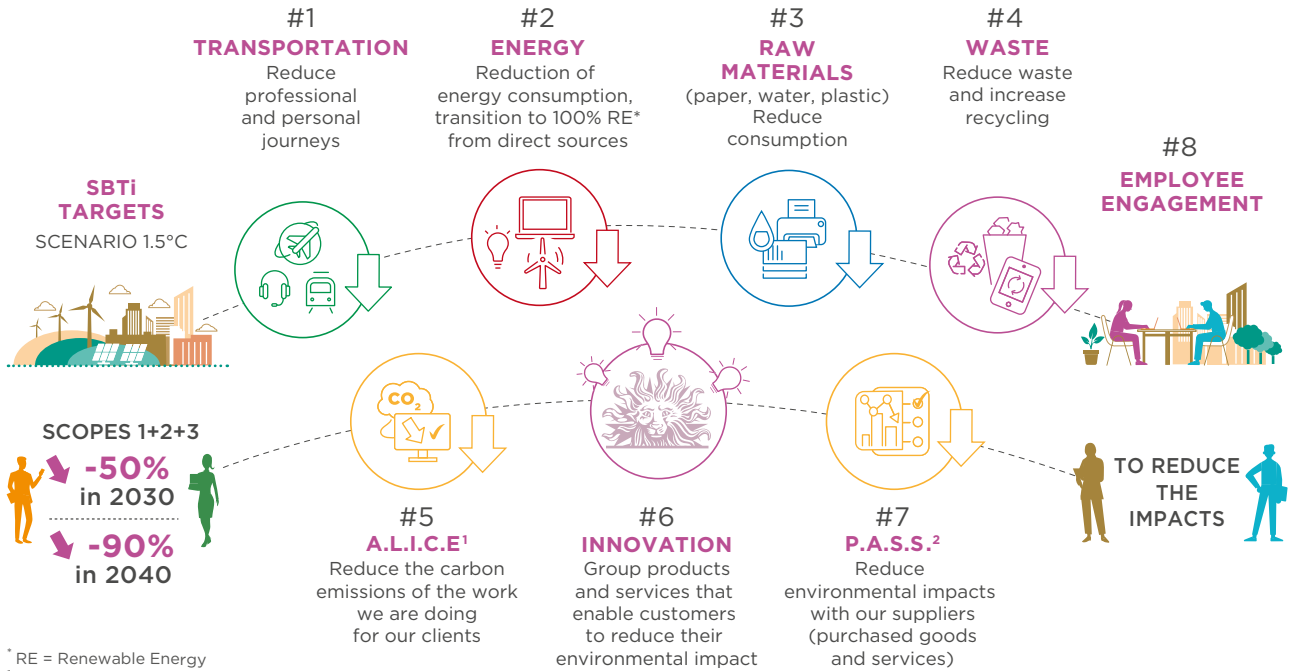 #1
TRANSPORTATION
Reduce
professional
and personal
journeys
#2
ENERGY
Reduction of
energy consumption,
transition to 100% RE*
from direct sources
#3
RAW
MATERIALS
(paper, water, plastic)
Reduce
consumption
#4
WASTE
Reduce waste
and increase
recycling
#8
EMPLOYEE
ENGAGEMENT
SBTi
TARGETS
SCENARIO 1.5°C
CO₂
SCOPES 1+2+3
-50%
in 2030
-90%
in 2040
TO REDUCE
THE
IMPACTS
#5
A.L.I.C.E¹
Reduce the carbon
emissions of the work
we are doing
for our clients
#6
INNOVATION
Group products
and services that
enable customers
to reduce their
environmental impact
#7
P.A.S.S.²
Reduce
environmental impacts
with our suppliers
(purchased goods
and services)
* RE = Renewable Energy